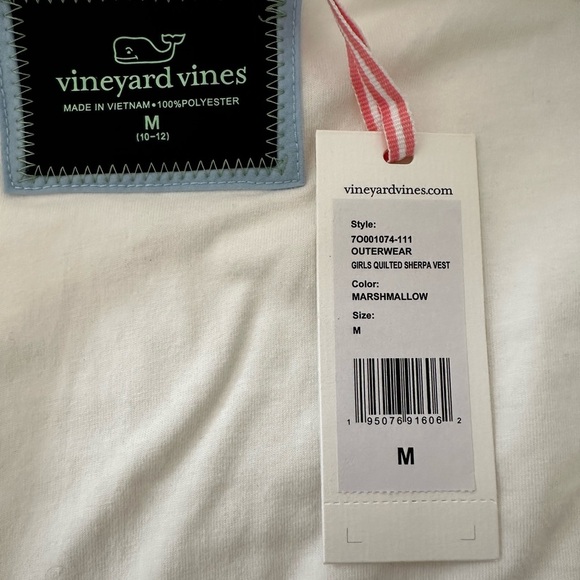 vineyard vines
MADE IN VIETNAM•100%POLYESTER
M
(10-12)
vineyardvines.com
Style:
7O001074-111
OUTERWEAR
GIRLS QUILTED SHERPA VEST
Color:
MARSHMALLOW
Size:
M
1 95076 91606 2
M